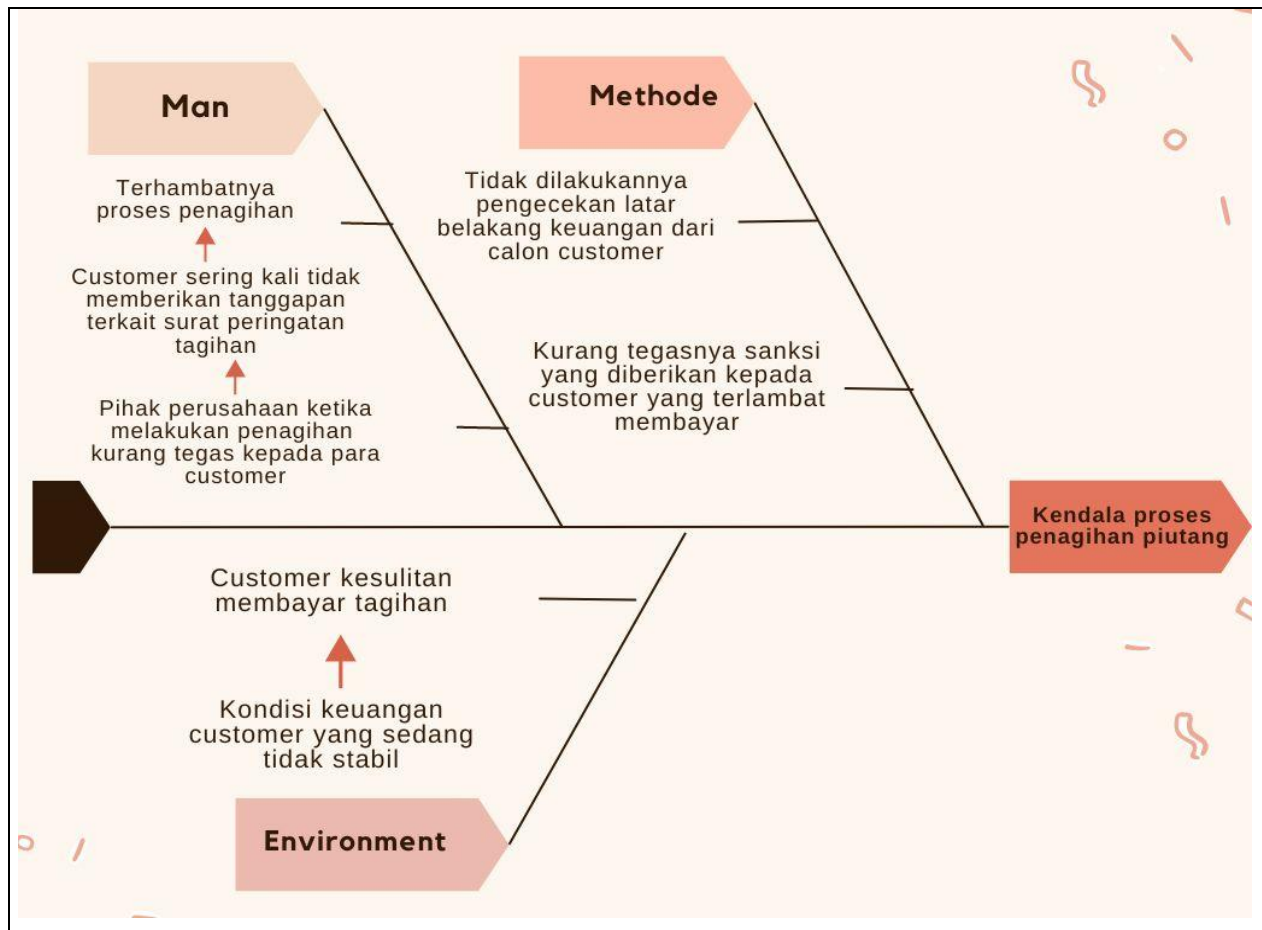 Man
Terhambatnya
proses penagihan
Customer sering kali tidak
memberikan tanggapan
terkait surat peringatan
tagihan
Pihak perusahaan ketika
melakukan penagihan
kurang tegas kepada para
customer
Methode
Tidak dilakukannya
pengecekan latar
belakang keuangan dari
calon customer
Kurang tegasnya sanksi
yang diberikan kepada
customer yang terlambat
membayar
Kendala proses
penagihan piutang
Customer kesulitan
membayar tagihan
Kondisi keuangan
customer yang sedang
tidak stabil
Environment